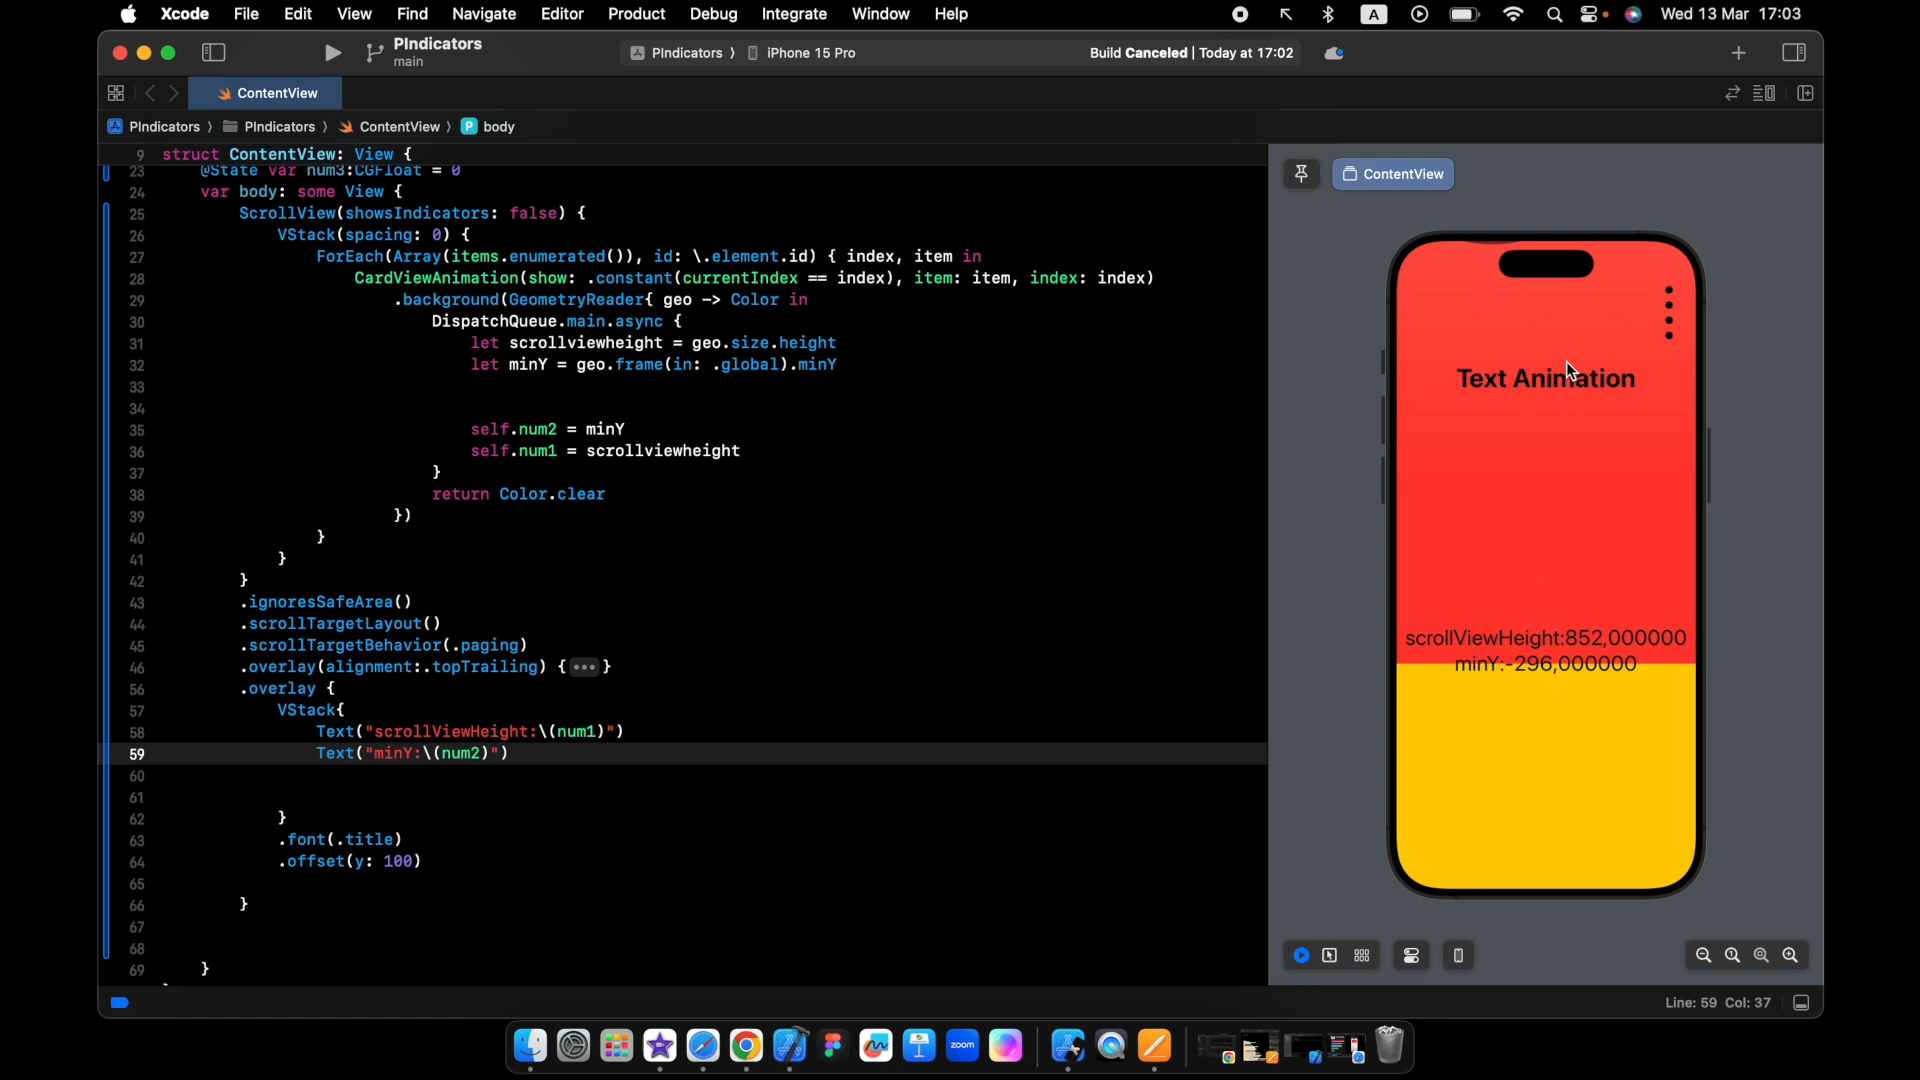 Xcode File Edit View Find Navigate Editor Product Debug Integrate Window Help A Wed 13 Mar 17:03
PIndicators
main
PIndicators 〉 iPhone 15 Pro
Build Canceled | Today at 17:02
ContentView
PIndicators 〉 PIndicators 〉 ContentView 〉 P body
9 struct ContentView: View {
23 @State var num3:CGFloat = 0
24 var body: some View {
25 ScrollView(showsIndicators: false) {
26 VStack(spacing: 0) {
27 ForEach(Array(items.enumerated()), id: \.element.id) { index, item in
28 CardViewAnimation(show: .constant(currentIndex == index), item: item, index: index)
29 .background(GeometryReader{ geo -> Color in
30 DispatchQueue.main.async {
31 let scrollviewheight = geo.size.height
32 let minY = geo.frame(in: .global).minY
33
34
35 self.num2 = minY
36 self.num1 = scrollviewheight
37 }
38 return Color.clear
39 })
40 }
41 }
42 }
43 .ignoresSafeArea()
44 .scrollTargetLayout()
45 .scrollTargetBehavior(.paging)
46 .overlay(alignment:.topTrailing) {•••}
56 .overlay {
57 VStack{
58 Text("scrollViewHeight:\(num1)")
59 Text("minY:\(num2)")
60
61
62 }
63 .font(.title)
64 .offset(y: 100)
65
66 }
67
68
69 }
ContentView
Text Animation
scrollViewHeight:852,000000
minY:-296,000000
Line: 59 Col: 37
zoom